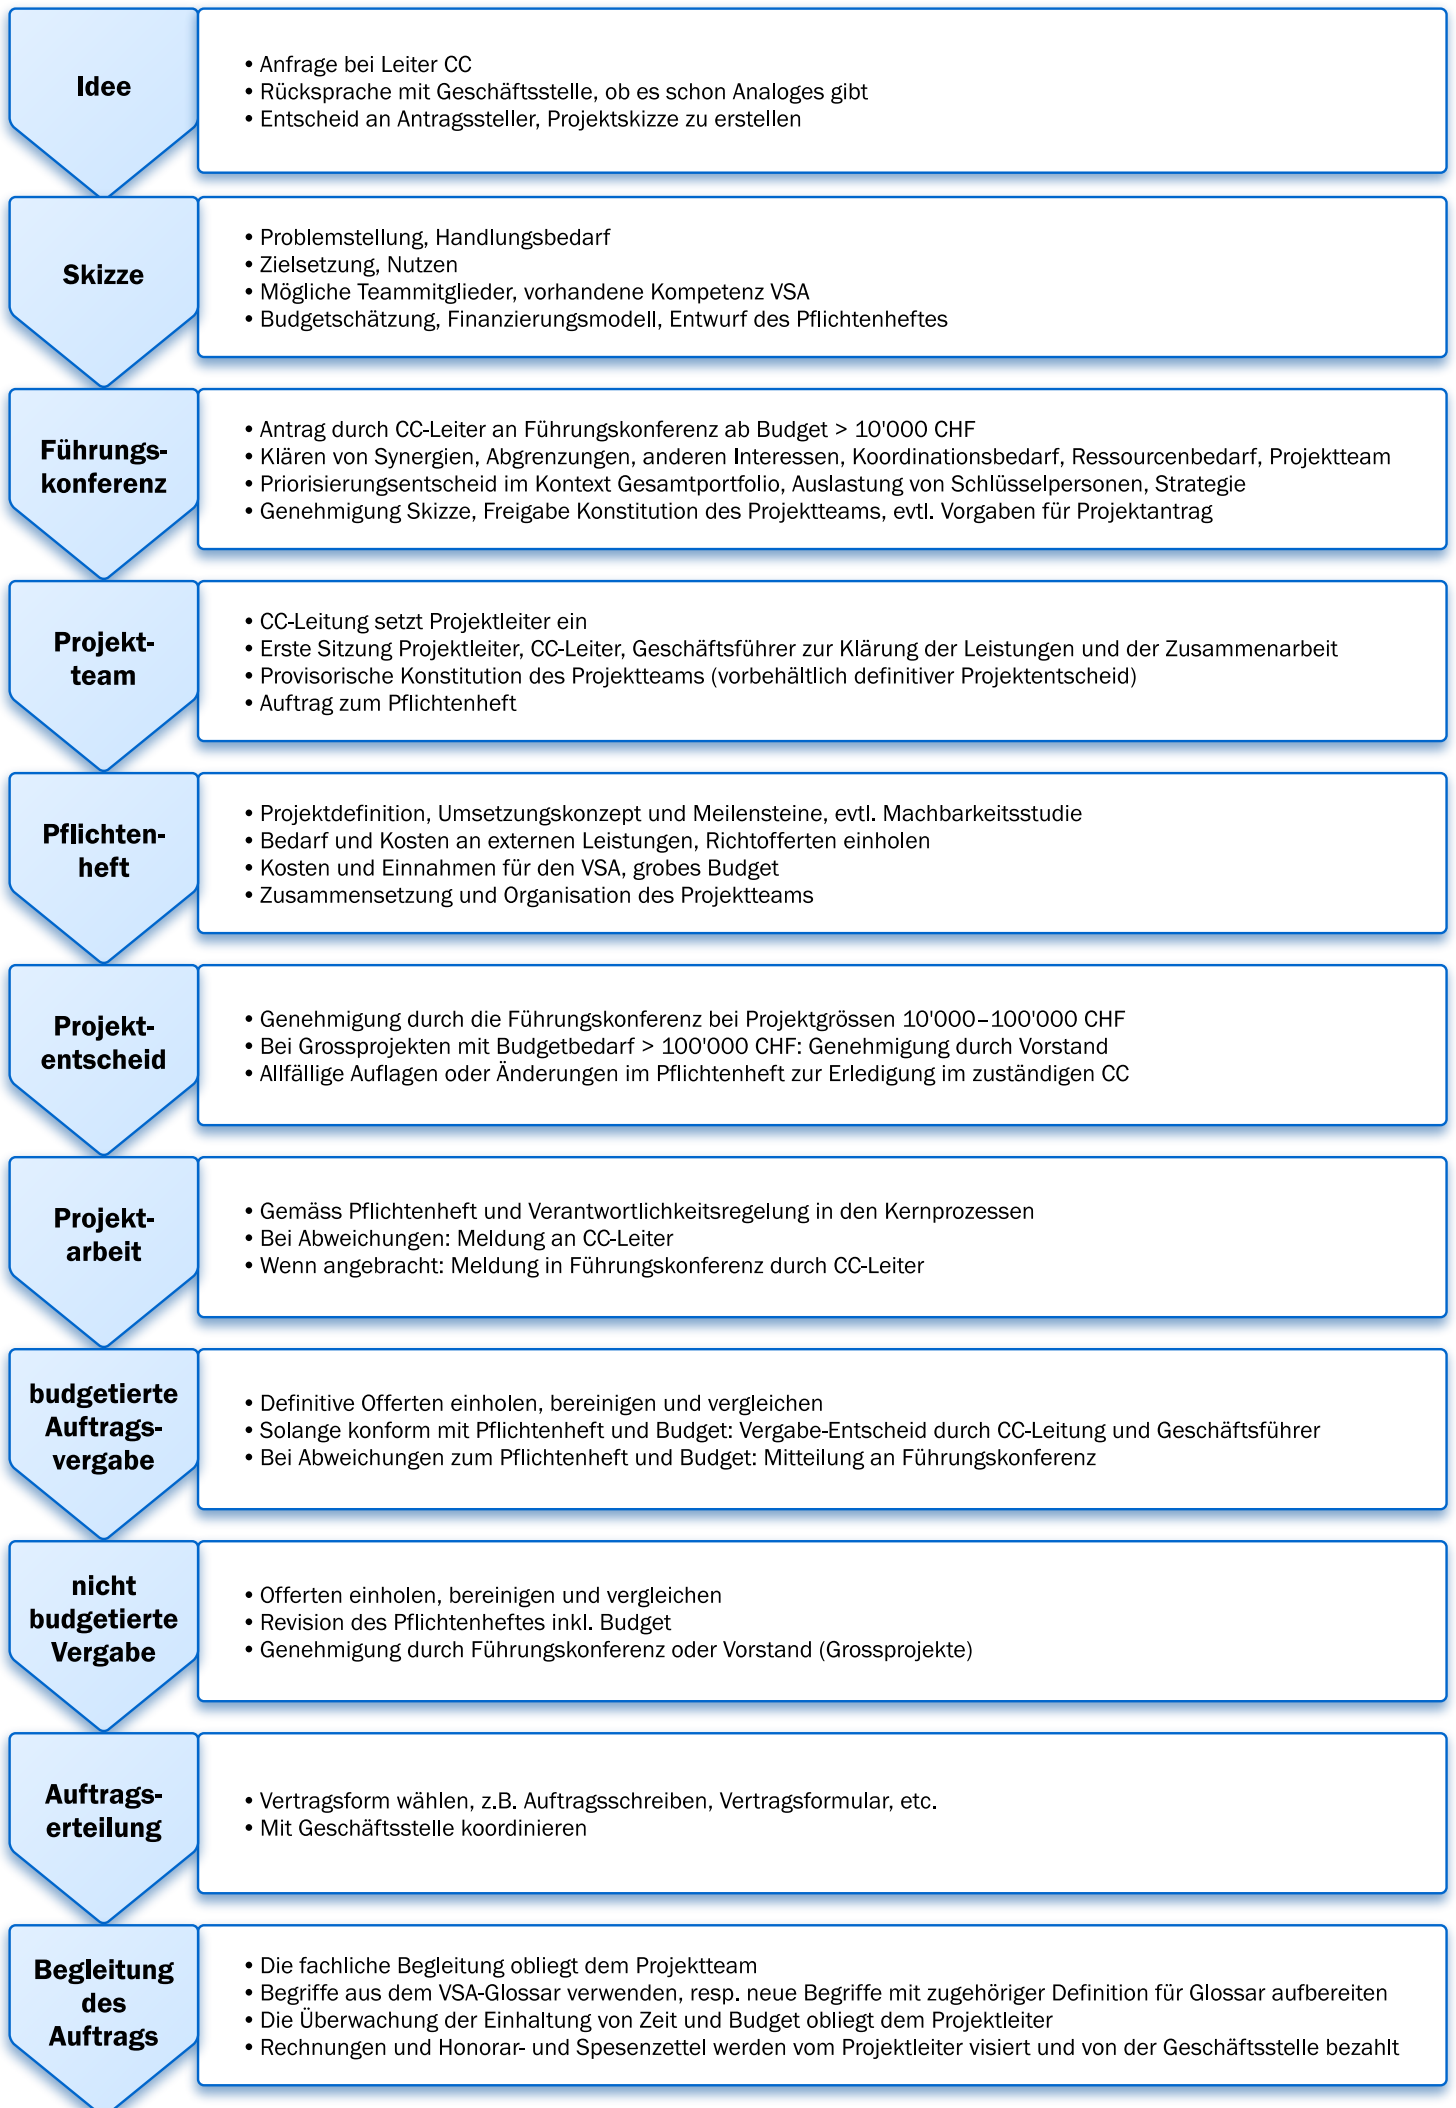 Idee
• Anfrage bei Leiter CC
• Rücksprache mit Geschäftsstelle, ob es schon Analoges gibt
• Entscheid an Antragssteller, Projektskizze zu erstellen
Skizze
• Problemstellung, Handlungsbedarf
• Zielsetzung, Nutzen
• Mögliche Teammitglieder, vorhandene Kompetenz VSA
• Budgetschätzung, Finanzierungsmodell, Entwurf des Pflichtenheftes
Führungs-
konferenz
• Antrag durch CC-Leiter an Führungskonferenz ab Budget > 10'000 CHF
• Klären von Synergien, Abgrenzungen, anderen Interessen, Koordinationsbedarf, Ressourcenbedarf, Projektteam
• Priorisierungsentscheid im Kontext Gesamtportfolio, Auslastung von Schlüsselpersonen, Strategie
• Genehmigung Skizze, Freigabe Konstitution des Projektteams, evtl. Vorgaben für Projektantrag
Projekt-
team
• CC-Leitung setzt Projektleiter ein
• Erste Sitzung Projektleiter, CC-Leiter, Geschäftsführer zur Klärung der Leistungen und der Zusammenarbeit
• Provisorische Konstitution des Projektteams (vorbehältlich definitiver Projektentscheid)
• Auftrag zum Pflichtenheft
Pflichten-
heft
• Projektdefinition, Umsetzungskonzept und Meilensteine, evtl. Machbarkeitsstudie
• Bedarf und Kosten an externen Leistungen, Richtofferten einholen
• Kosten und Einnahmen für den VSA, grobes Budget
• Zusammensetzung und Organisation des Projektteams
Projekt-
entscheid
• Genehmigung durch die Führungskonferenz bei Projektgrössen 10'000–100'000 CHF
• Bei Grossprojekten mit Budgetbedarf > 100'000 CHF: Genehmigung durch Vorstand
• Allfällige Auflagen oder Änderungen im Pflichtenheft zur Erledigung im zuständigen CC
Projekt-
arbeit
• Gemäss Pflichtenheft und Verantwortlichkeitsregelung in den Kernprozessen
• Bei Abweichungen: Meldung an CC-Leiter
• Wenn angebracht: Meldung in Führungskonferenz durch CC-Leiter
budgetierte
Auftrags-
vergabe
• Definitive Offerten einholen, bereinigen und vergleichen
• Solange konform mit Pflichtenheft und Budget: Vergabe-Entscheid durch CC-Leitung und Geschäftsführer
• Bei Abweichungen zum Pflichtenheft und Budget: Mitteilung an Führungskonferenz
nicht
budgetierte
Vergabe
• Offerten einholen, bereinigen und vergleichen
• Revision des Pflichtenheftes inkl. Budget
• Genehmigung durch Führungskonferenz oder Vorstand (Grossprojekte)
Auftrags-
erteilung
• Vertragsform wählen, z.B. Auftragsschreiben, Vertragsformular, etc.
• Mit Geschäftsstelle koordinieren
Begleitung
des
Auftrags
• Die fachliche Begleitung obliegt dem Projektteam
• Begriffe aus dem VSA-Glossar verwenden, resp. neue Begriffe mit zugehöriger Definition für Glossar aufbereiten
• Die Überwachung der Einhaltung von Zeit und Budget obliegt dem Projektleiter
• Rechnungen und Honorar- und Spesenzettel werden vom Projektleiter visiert und von der Geschäftsstelle bezahlt